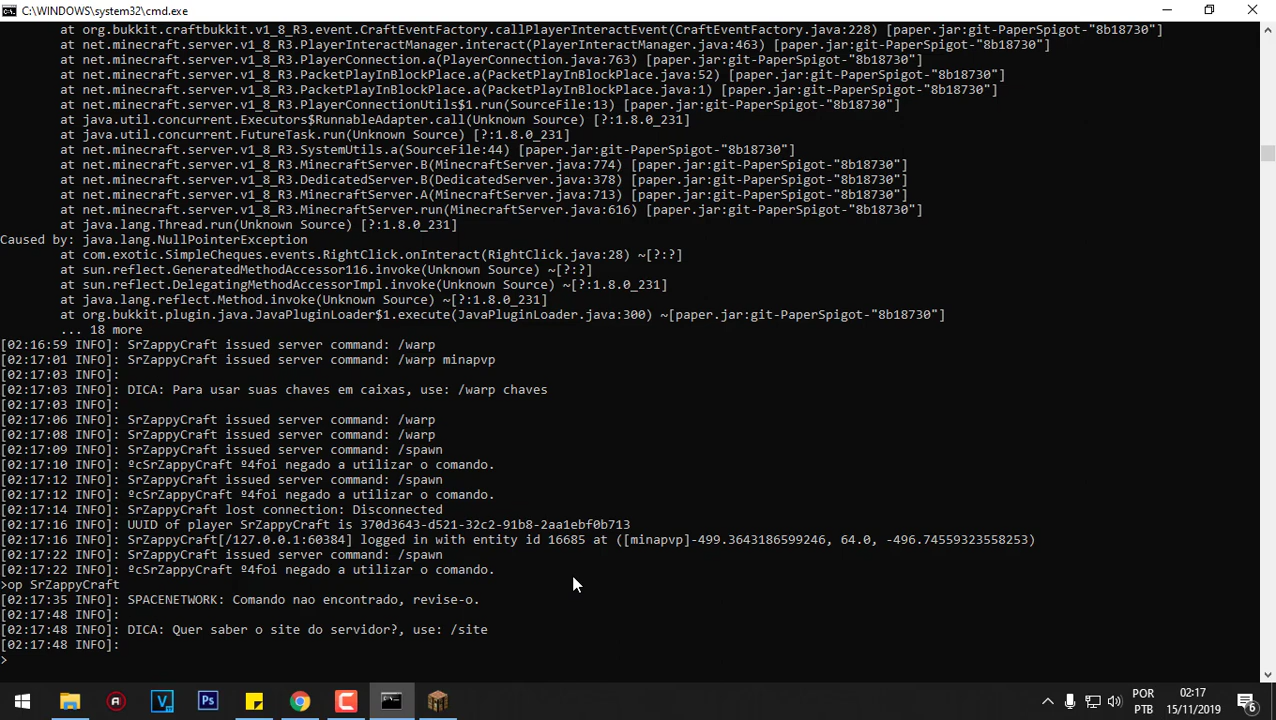 C:\WINDOWS\system32\cmd.exe
at org.bukkit.craftbukkit.v1_8_R3.event.CraftEventFactory.callPlayerInteractEvent(CraftEventFactory.java:228) [paper.jar:git-PaperSpigot-"8b18730"]
at net.minecraft.server.v1_8_R3.PlayerInteractManager.interact(PlayerInteractManager.java:463) [paper.jar:git-PaperSpigot-"8b18730"]
at net.minecraft.server.v1_8_R3.PlayerConnection.a(PlayerConnection.java:763) [paper.jar:git-PaperSpigot-"8b18730"]
at net.minecraft.server.v1_8_R3.PacketPlayInBlockPlace.a(PacketPlayInBlockPlace.java:52) [paper.jar:git-PaperSpigot-"8b18730"]
at net.minecraft.server.v1_8_R3.PacketPlayInBlockPlace.a(PacketPlayInBlockPlace.java:1) [paper.jar:git-PaperSpigot-"8b18730"]
at net.minecraft.server.v1_8_R3.PlayerConnectionUtils$1.run(SourceFile:13) [paper.jar:git-PaperSpigot-"8b18730"]
at java.util.concurrent.Executors$RunnableAdapter.call(Unknown Source) [?:1.8.0_231]
at java.util.concurrent.FutureTask.run(Unknown Source) [?:1.8.0_231]
at net.minecraft.server.v1_8_R3.SystemUtils.a(SourceFile:44) [paper.jar:git-PaperSpigot-"8b18730"]
at net.minecraft.server.v1_8_R3.MinecraftServer.B(MinecraftServer.java:774) [paper.jar:git-PaperSpigot-"8b18730"]
at net.minecraft.server.v1_8_R3.DedicatedServer.B(DedicatedServer.java:378) [paper.jar:git-PaperSpigot-"8b18730"]
at net.minecraft.server.v1_8_R3.MinecraftServer.A(MinecraftServer.java:713) [paper.jar:git-PaperSpigot-"8b18730"]
at net.minecraft.server.v1_8_R3.MinecraftServer.run(MinecraftServer.java:616) [paper.jar:git-PaperSpigot-"8b18730"]
at java.lang.Thread.run(Unknown Source) [?:1.8.0_231]
Caused by: java.lang.NullPointerException
at com.exotic.SimpleCheques.events.RightClick.onInteract(RightClick.java:28) ~[?:?]
at sun.reflect.GeneratedMethodAccessor116.invoke(Unknown Source) ~[?:?]
at sun.reflect.DelegatingMethodAccessorImpl.invoke(Unknown Source) ~[?:1.8.0_231]
at java.lang.reflect.Method.invoke(Unknown Source) ~[?:1.8.0_231]
at org.bukkit.plugin.java.JavaPluginLoader$1.execute(JavaPluginLoader.java:300) ~[paper.jar:git-PaperSpigot-"8b18730"]
... 18 more
[02:16:59 INFO]: SrZappyCraft issued server command: /warp
[02:17:01 INFO]: SrZappyCraft issued server command: /warp minapvp
[02:17:03 INFO]:
[02:17:03 INFO]: DICA: Para usar suas chaves em caixas, use: /warp chaves
[02:17:03 INFO]:
[02:17:06 INFO]: SrZappyCraft issued server command: /warp
[02:17:08 INFO]: SrZappyCraft issued server command: /warp
[02:17:09 INFO]: SrZappyCraft issued server command: /spawn
[02:17:10 INFO]: ºcSrZappyCraft º4foi negado a utilizar o comando.
[02:17:12 INFO]: SrZappyCraft issued server command: /spawn
[02:17:12 INFO]: ºcSrZappyCraft º4foi negado a utilizar o comando.
[02:17:14 INFO]: SrZappyCraft lost connection: Disconnected
[02:17:16 INFO]: UUID of player SrZappyCraft is 370d3643-d521-32c2-91b8-2aa1ebf0b713
[02:17:16 INFO]: SrZappyCraft[/127.0.0.1:60384] logged in with entity id 16685 at ([minapvp]-499.3643186599246, 64.0, -496.74559323558253)
[02:17:22 INFO]: SrZappyCraft issued server command: /spawn
[02:17:22 INFO]: ºcSrZappyCraft º4foi negado a utilizar o comando.
>op SrZappyCraft
[02:17:35 INFO]: SPACENETWORK: Comando nao encontrado, revise-o.
[02:17:48 INFO]:
[02:17:48 INFO]: DICA: Quer saber o site do servidor?, use: /site
[02:17:48 INFO]:
>
Ps
POR
PTB
02:17
15/11/2019
6